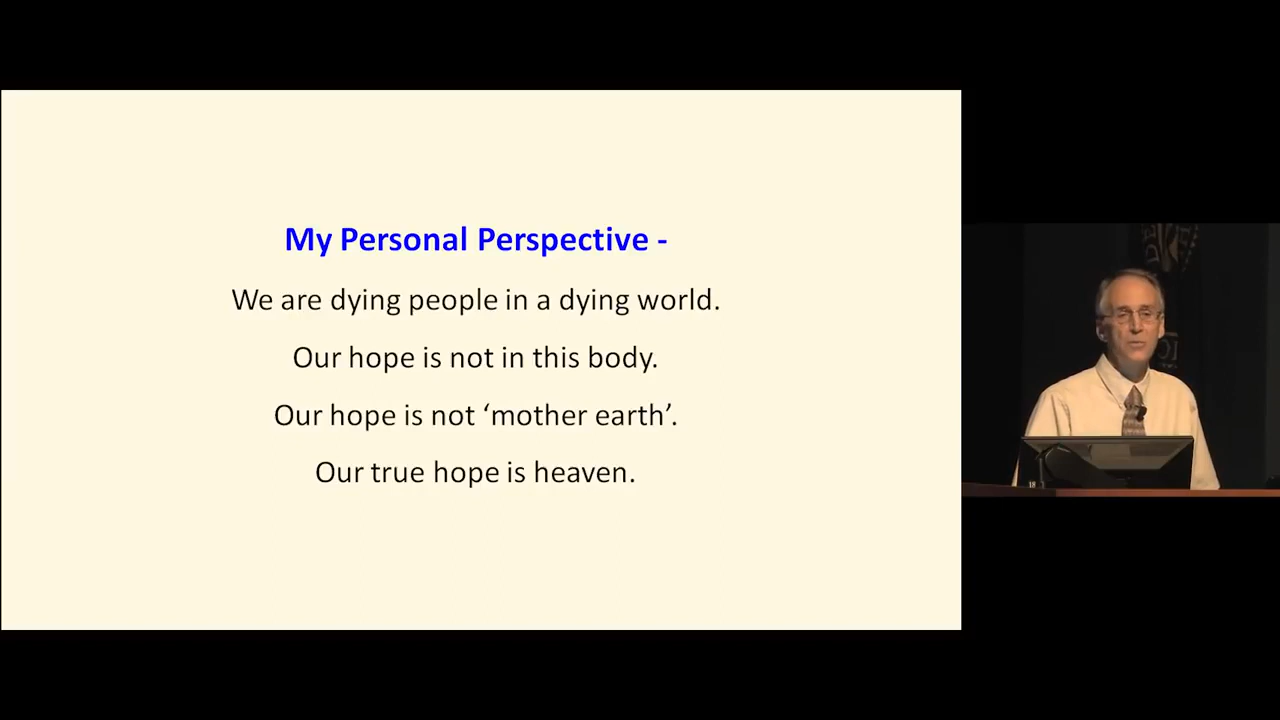 My Personal Perspective -
We are dying people in a dying world.
Our hope is not in this body.
Our hope is not ‘mother earth’.
Our true hope is heaven.